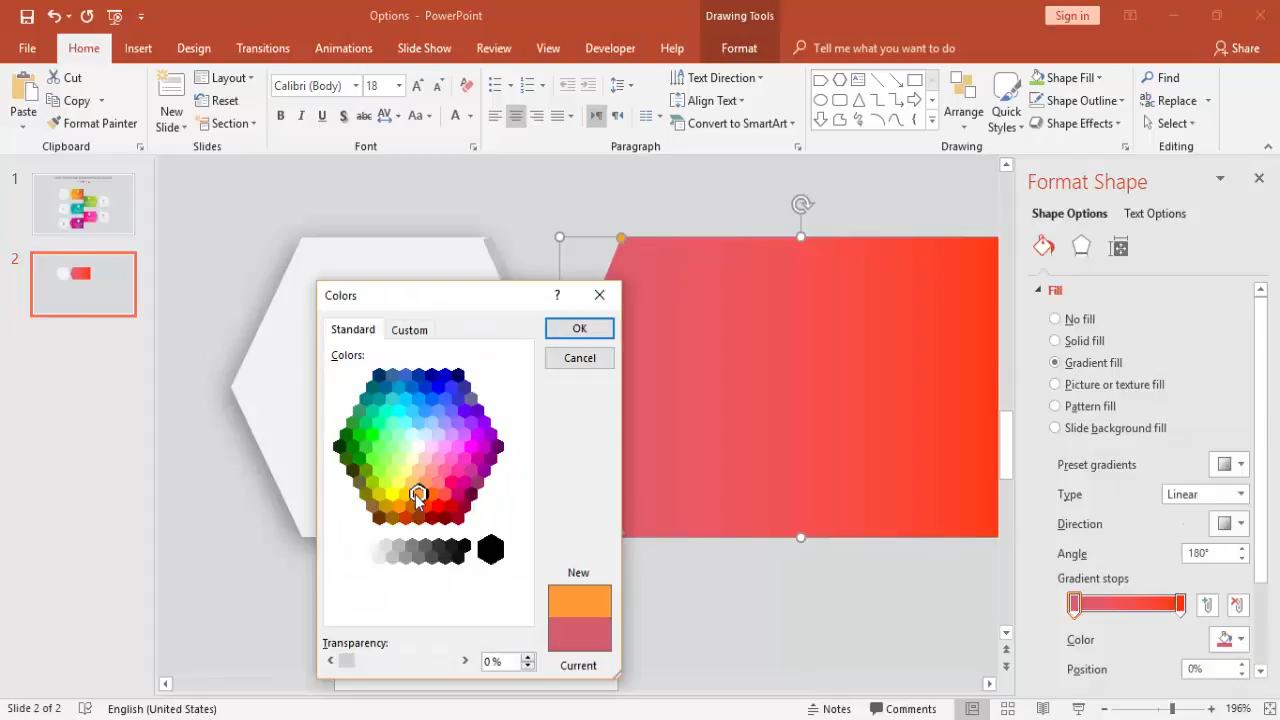 Options - PowerPoint
Drawing Tools
Sign in
File Home Insert Design Transitions Animations Slide Show Review View Developer Help Format Tell me what you want to do Share
Paste
Cut
Copy
Format Painter
Clipboard
New Slide
Layout
Reset
Section
Slides
Calibri (Body) 18
B I U S abc AV Aa A
Font
Text Direction
Align Text
Convert to SmartArt
Paragraph
Arrange
Quick Styles
Shape Fill
Shape Outline
Shape Effects
Drawing
Find
Replace
Select
Editing
1
2
Colors ?
Standard Custom
Colors:
OK
Cancel
New
Current
Transparency:
0 %
Format Shape
Shape Options Text Options
Fill
No fill
Solid fill
Gradient fill
Picture or texture fill
Pattern fill
Slide background fill
Preset gradients
Type Linear
Direction
Angle 180°
Gradient stops
Color
Position 0%
Slide 2 of 2 English (United States) Notes Comments 196%